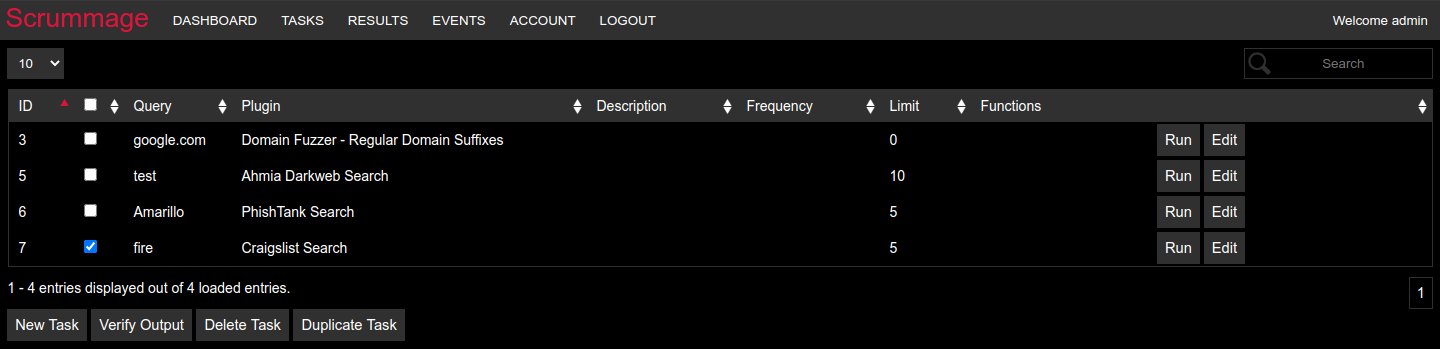 Scrummage DASHBOARD TASKS RESULTS EVENTS ACCOUNT LOGOUT Welcome admin
10 Search
ID Query Plugin Description Frequency Limit Functions
3 google.com Domain Fuzzer - Regular Domain Suffixes 0 Run Edit
5 test Ahmia Darkweb Search 10 Run Edit
6 Amarillo PhishTank Search 5 Run Edit
7 fire Craigslist Search 5 Run Edit
1 - 4 entries displayed out of 4 loaded entries. 1
New Task Verify Output Delete Task Duplicate Task